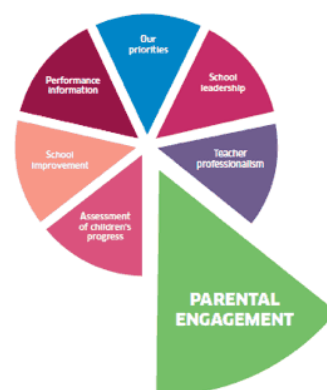 Our
priorities
School
leadership
Teacher
professionalism
PARENTAL
ENGAGEMENT
Assessment
of children's
progress
School
improvement
Performance
information